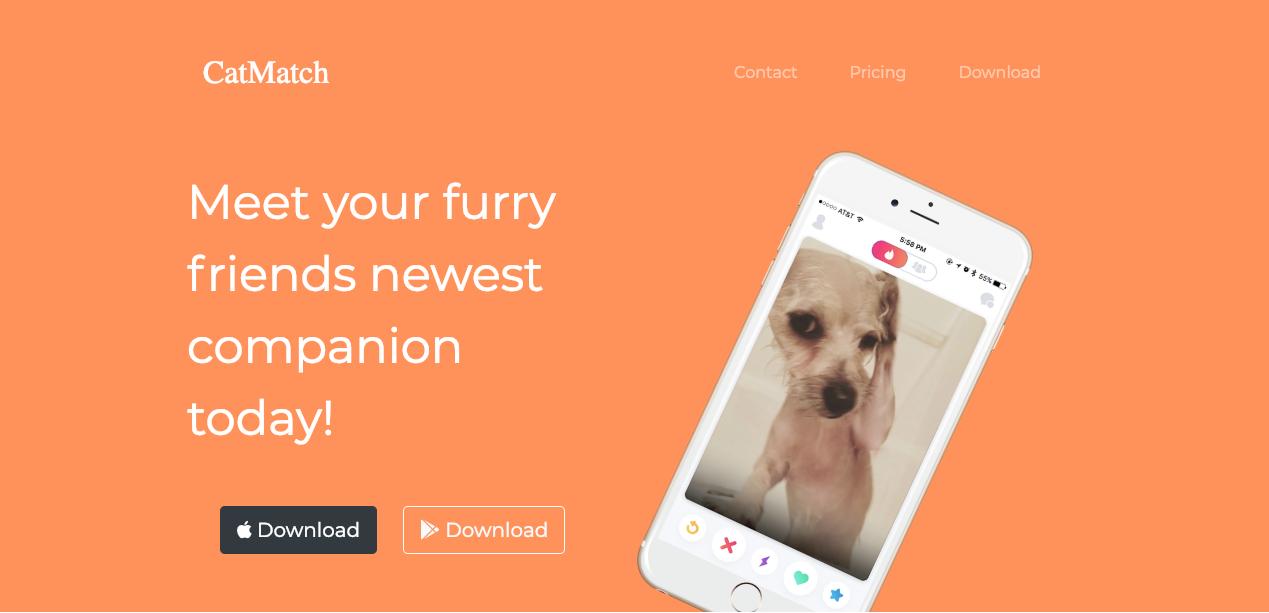 CatMatch
Contact Pricing Download
Meet your furry
friends newest
companion
today!
Download
Download
AT&T
5:58 PM
55%